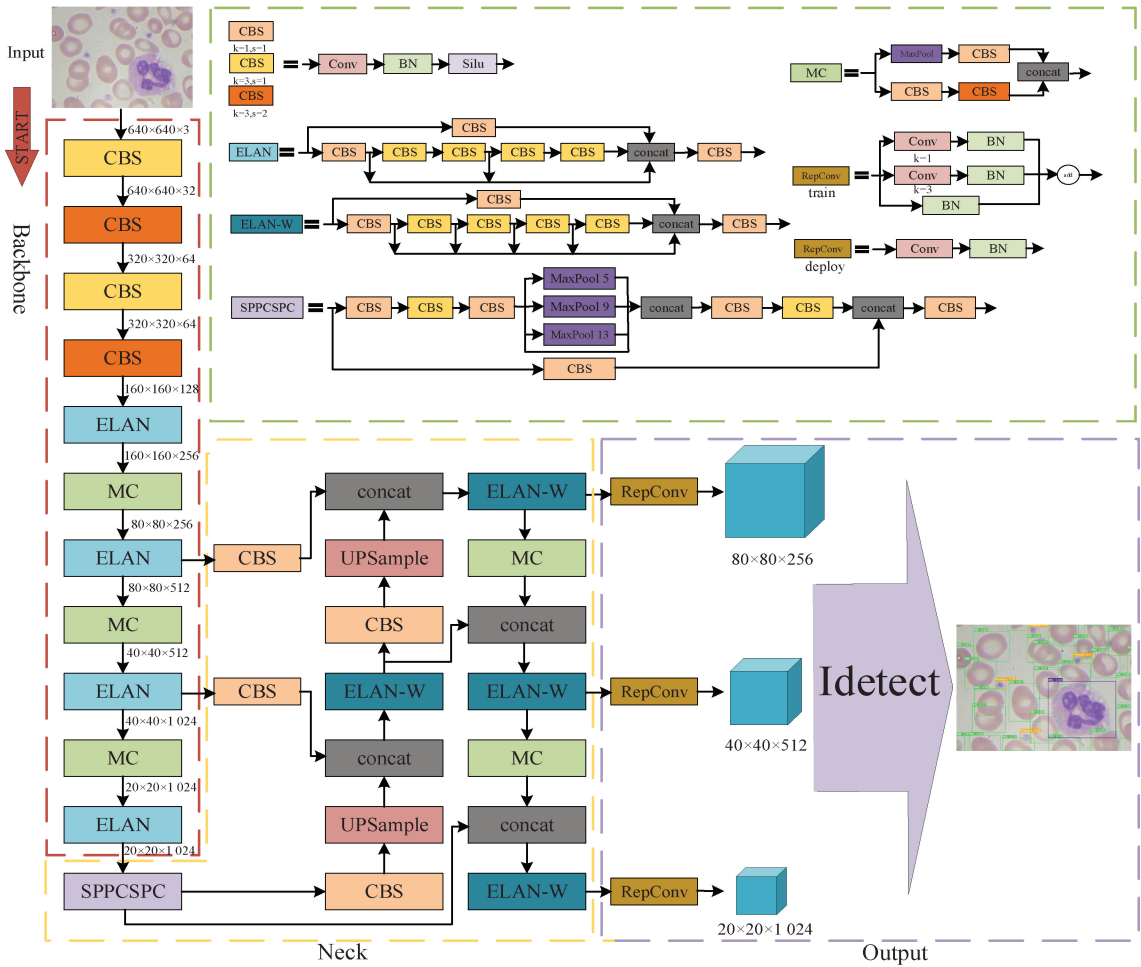 Input
START
Backbone
640×640×3
CBS
640×640×32
CBS
320×320×64
CBS
320×320×64
CBS
160×160×128
ELAN
160×160×256
MC
80×80×256
ELAN
80×80×512
MC
40×40×512
ELAN
40×40×1 024
MC
20×20×1 024
ELAN
20×20×1 024
SPPCSPC
CBS
k=1,s=1
CBS
k=3,s=1
CBS
k=3,s=2
Conv
BN
Silu
MC
MaxPool
CBS
CBS
CBS
concat
ELAN
CBS
CBS
CBS
CBS
CBS
CBS
concat
CBS
ELAN-W
CBS
CBS
CBS
CBS
CBS
CBS
concat
CBS
RepConv
train
Conv
k=1
BN
Conv
k=3
BN
BN
add
RepConv
deploy
Conv
BN
SPPCSPC
CBS
CBS
CBS
MaxPool 5
MaxPool 9
MaxPool 13
concat
CBS
CBS
concat
CBS
CBS
CBS
CBS
concat
UPSample
CBS
ELAN-W
concat
UPSample
CBS
ELAN-W
MC
concat
ELAN-W
MC
concat
ELAN-W
Neck
RepConv
80×80×256
RepConv
40×40×512
RepConv
20×20×1 024
Idetect
Output